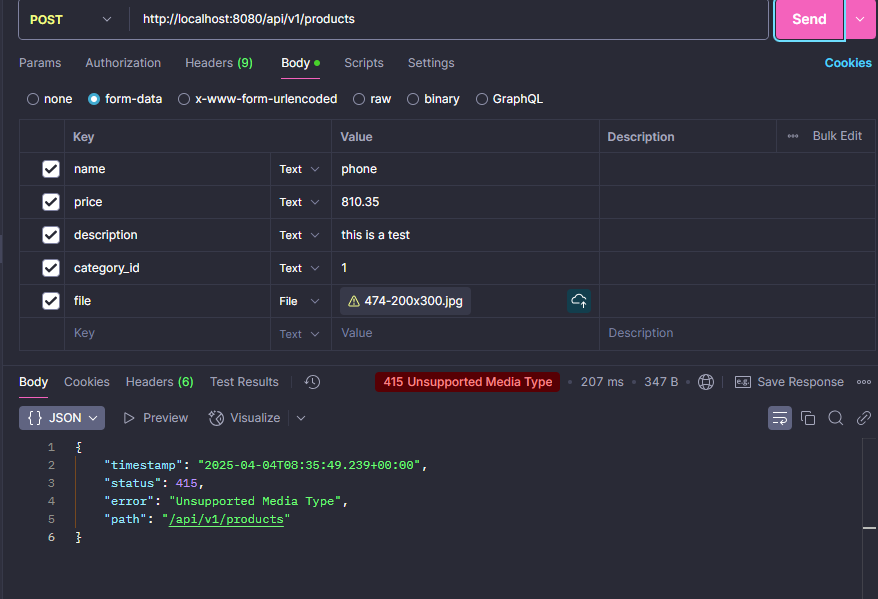 POST http://localhost:8080/api/v1/products Send
Params Authorization Headers (9) Body Scripts Settings Cookies
none form-data x-www-form-urlencoded raw binary GraphQL
Key Value Description ••• Bulk Edit
name Text phone
price Text 810.35
description Text this is a test
category_id Text 1
file File 474-200x300.jpg
Key Text Value Description
Body Cookies Headers (6) Test Results 415 Unsupported Media Type • 207 ms • 347 B • e.g. Save Response •••
{} JSON Preview Visualize
1 {
2 "timestamp": "2025-04-04T08:35:49.239+00:00",
3 "status": 415,
4 "error": "Unsupported Media Type",
5 "path": "/api/v1/products"
6 }